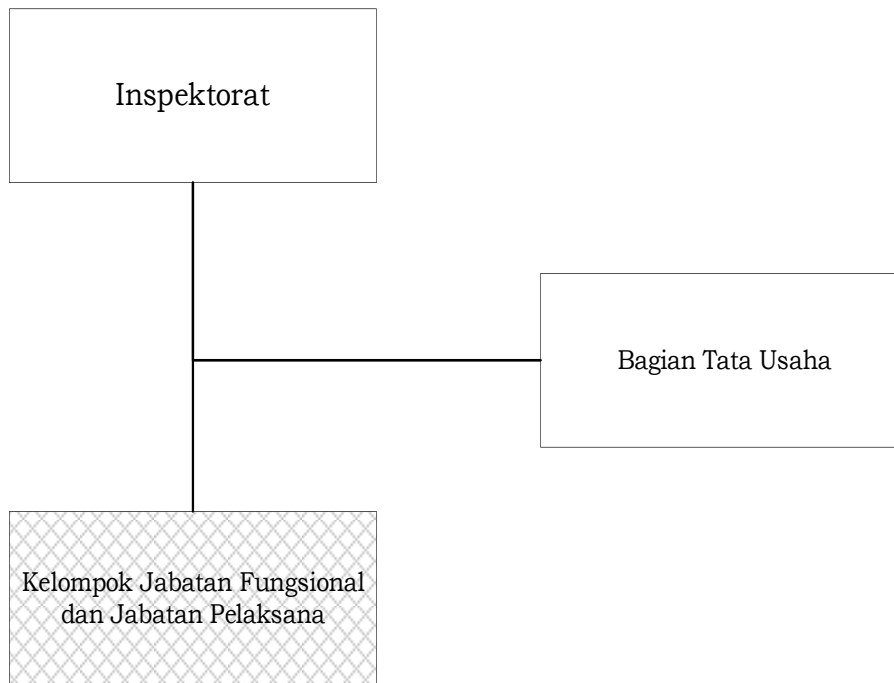 Inspektorat
Bagian Tata Usaha
Kelompok Jabatan Fungsional
dan Jabatan Pelaksana